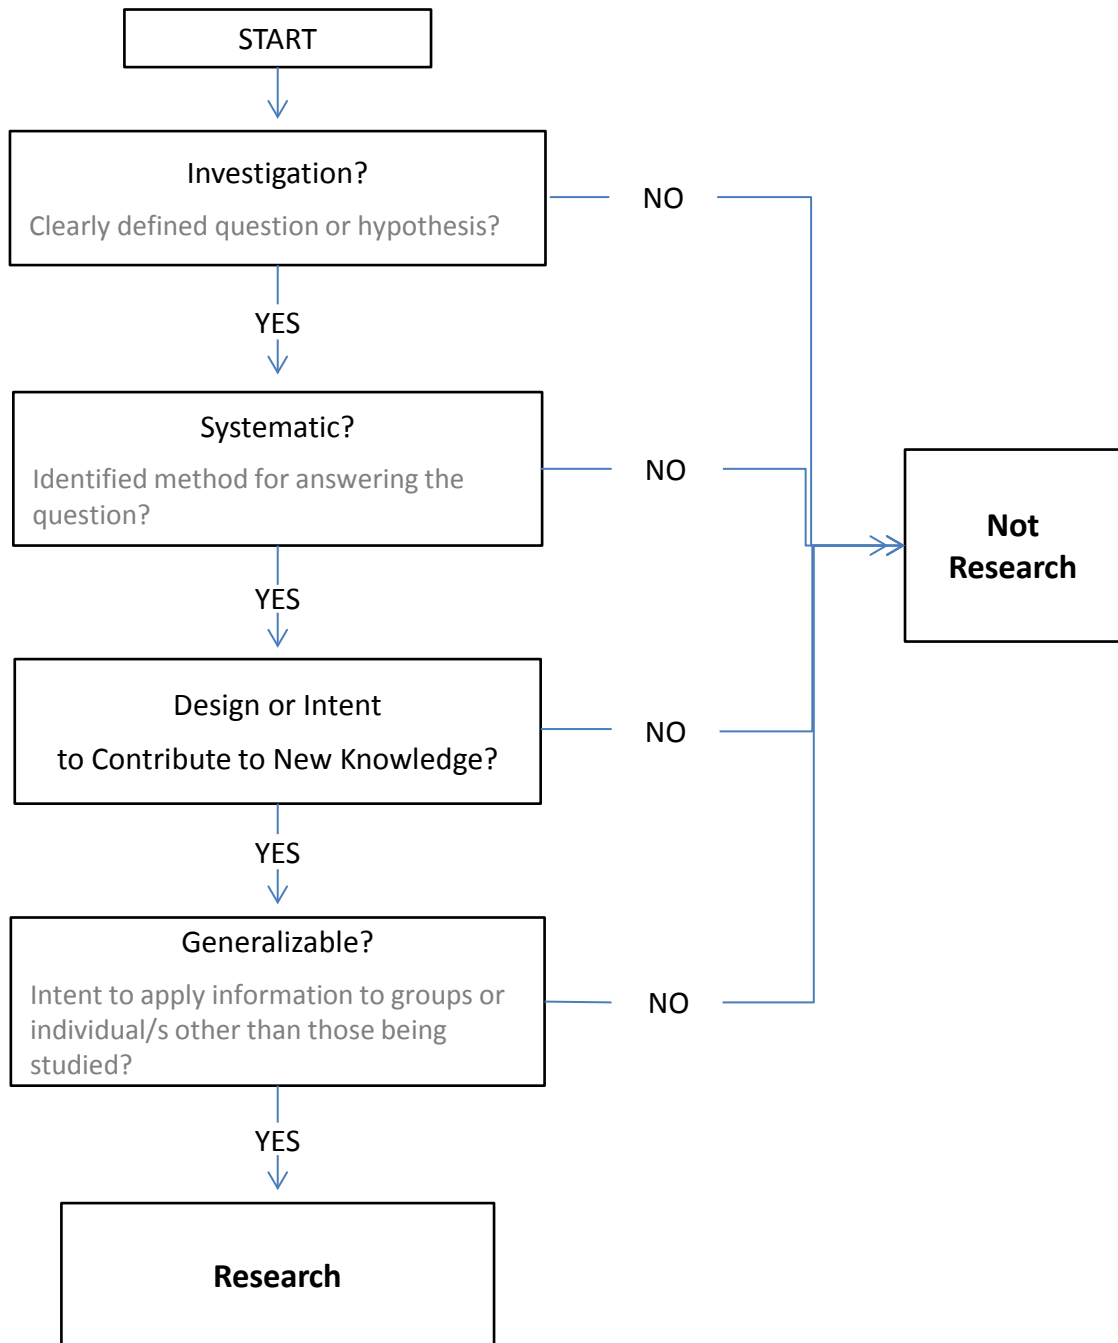 START
Investigation?
NO
Clearly defined question or hypothesis?
YES
Systematic?
NO
Identified method for answering the
question?
Not
Research
YES
Design or Intent
NO
to Contribute to New Knowledge?
YES
Generalizable?
Intent to apply information to groups or
NO
individual/s other than those being
studied?
YES
Research